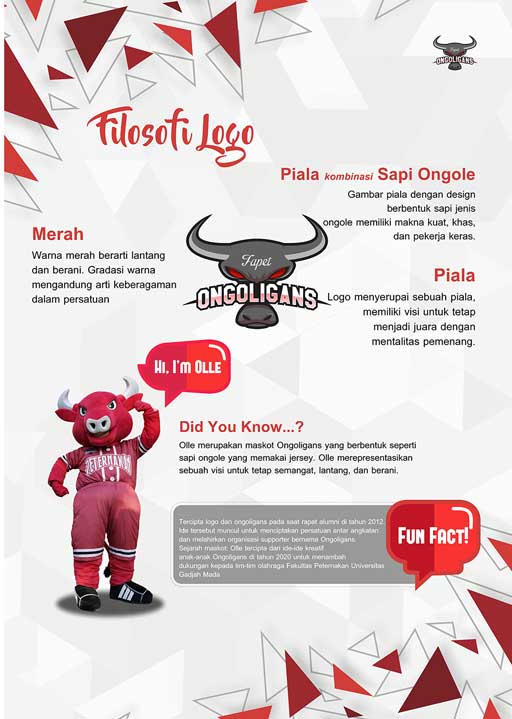 Fapet
ONGOLIGANS
Filosofi Logo
Piala kombinasi Sapi Ongole
Gambar piala dengan design
berbentuk sapi jenis
ongole memiliki makna kuat, khas,
dan pekerja keras.
Merah
Warna merah berarti lantang
dan berani. Gradasi warna
mengandung arti keberagaman
dalam persatuan
Fapet
ONGOLIGANS
Piala
Logo menyerupai sebuah piala,
memiliki visi untuk tetap
menjadi juara dengan
mentalitas pemenang.
Hi, I'm Olle
PETERNAKAN
Did You Know...?
Olle merupakan maskot Ongoligans yang berbentuk seperti
sapi ongole yang memakai jersey. Olle merepresentasikan
sebuah visi untuk tetap semangat, lantang, dan berani.
Tercipta logo dan ongoligans pada saat rapat alumni di tahun 2012.
Ide tersebut muncul untuk menciptakan persatuan antar angkatan
dan melahirkan organisasi supporter bernama Ongoligans.
Sejarah maskot: Olle tercipta dari ide-ide kreatif
anak-anak Ongoligans di tahun 2020 untuk menambah
dukungan kepada tim-tim olahraga Fakultas Peternakan Universitas
Gadjah Mada
Fun Fact!